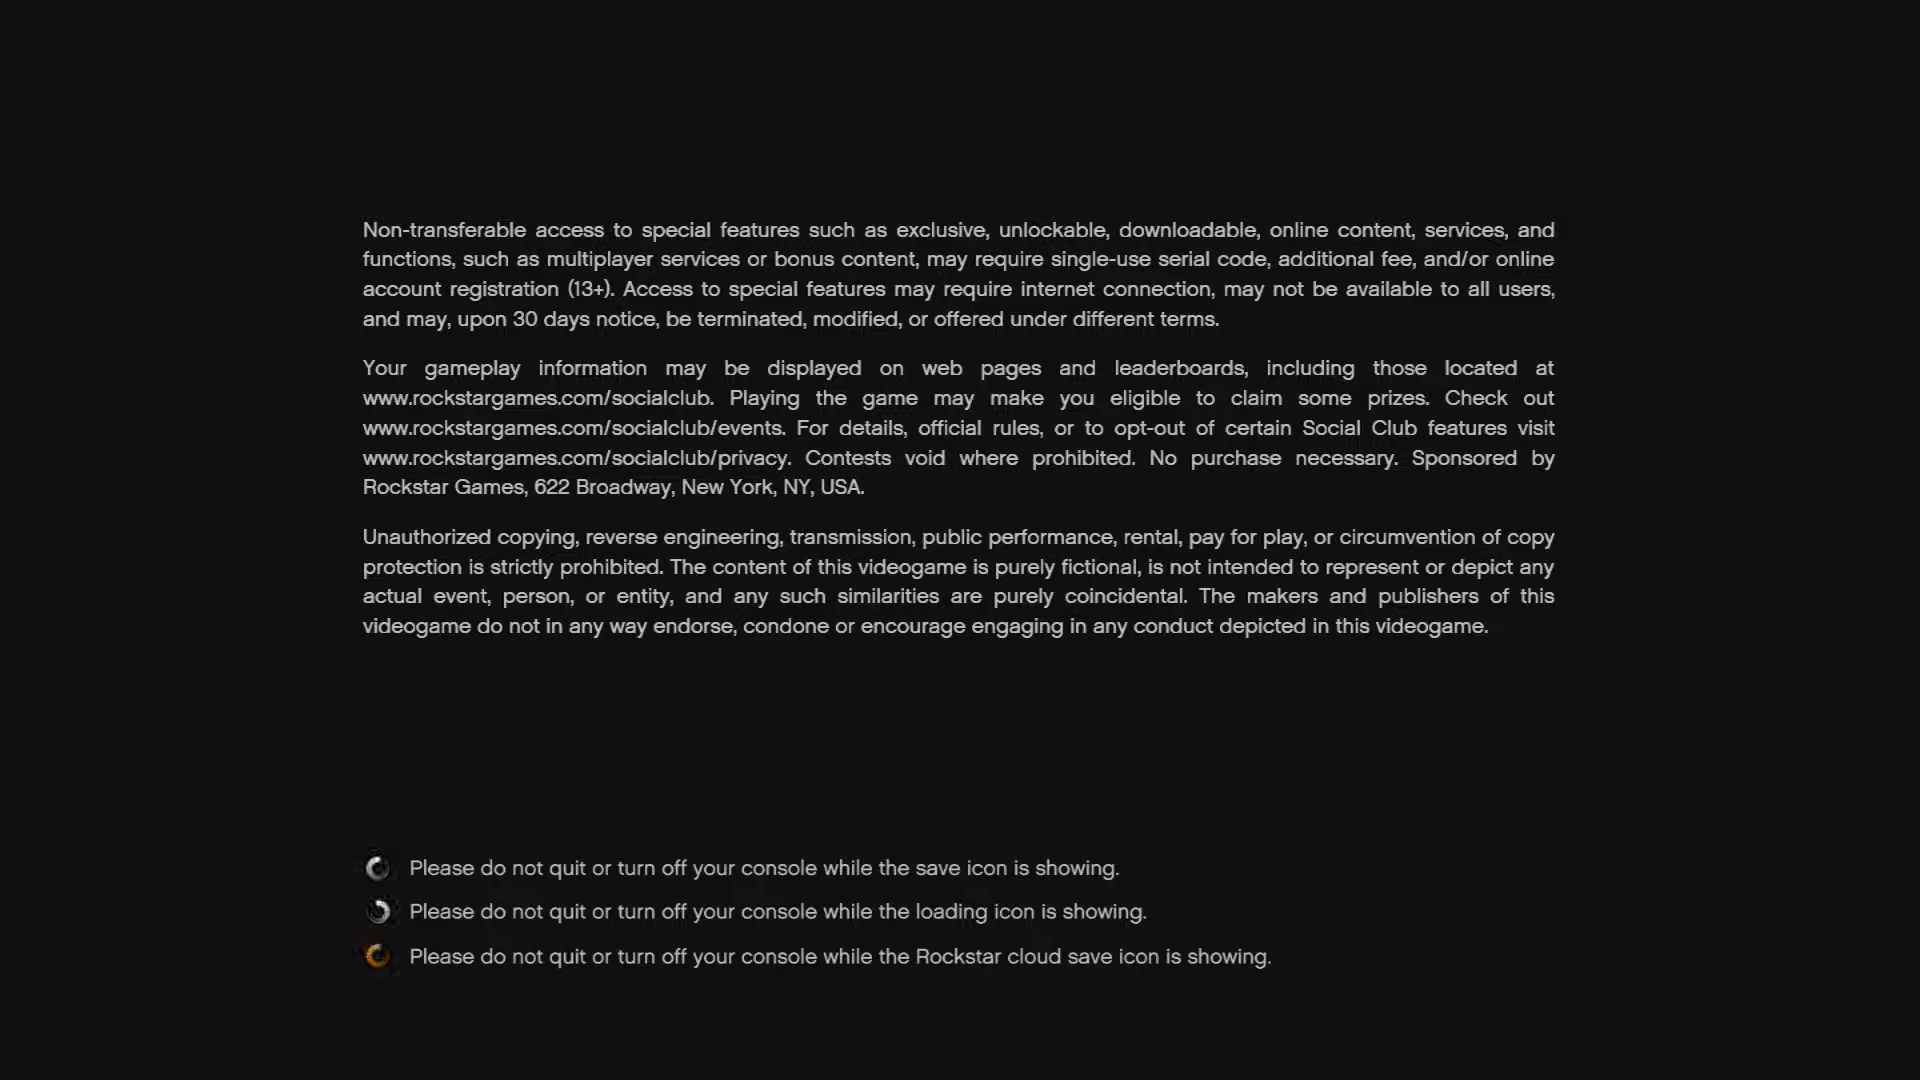 Non-transferable access to special features such as exclusive, unlockable, downloadable, online content, services, and
functions, such as multiplayer services or bonus content, may require single-use serial code, additional fee, and/or online
account registration (13+). Access to special features may require internet connection, may not be available to all users,
and may, upon 30 days notice, be terminated, modified, or offered under different terms.
Your gameplay information may be displayed on web pages and leaderboards, including those located at
www.rockstargames.com/socialclub. Playing the game may make you eligible to claim some prizes. Check out
www.rockstargames.com/socialclub/events. For details, official rules, or to opt-out of certain Social Club features visit
www.rockstargames.com/socialclub/privacy. Contests void where prohibited. No purchase necessary. Sponsored by
Rockstar Games, 622 Broadway, New York, NY, USA.
Unauthorized copying, reverse engineering, transmission, public performance, rental, pay for play, or circumvention of copy
protection is strictly prohibited. The content of this videogame is purely fictional, is not intended to represent or depict any
actual event, person, or entity, and any such similarities are purely coincidental. The makers and publishers of this
videogame do not in any way endorse, condone or encourage engaging in any conduct depicted in this videogame.
Please do not quit or turn off your console while the save icon is showing.
Please do not quit or turn off your console while the loading icon is showing.
Please do not quit or turn off your console while the Rockstar cloud save icon is showing.